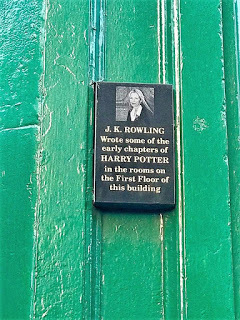 J. K. ROWLING
Wrote some of the
early chapters of
HARRY POTTER
in the rooms on
the First Floor of
this building